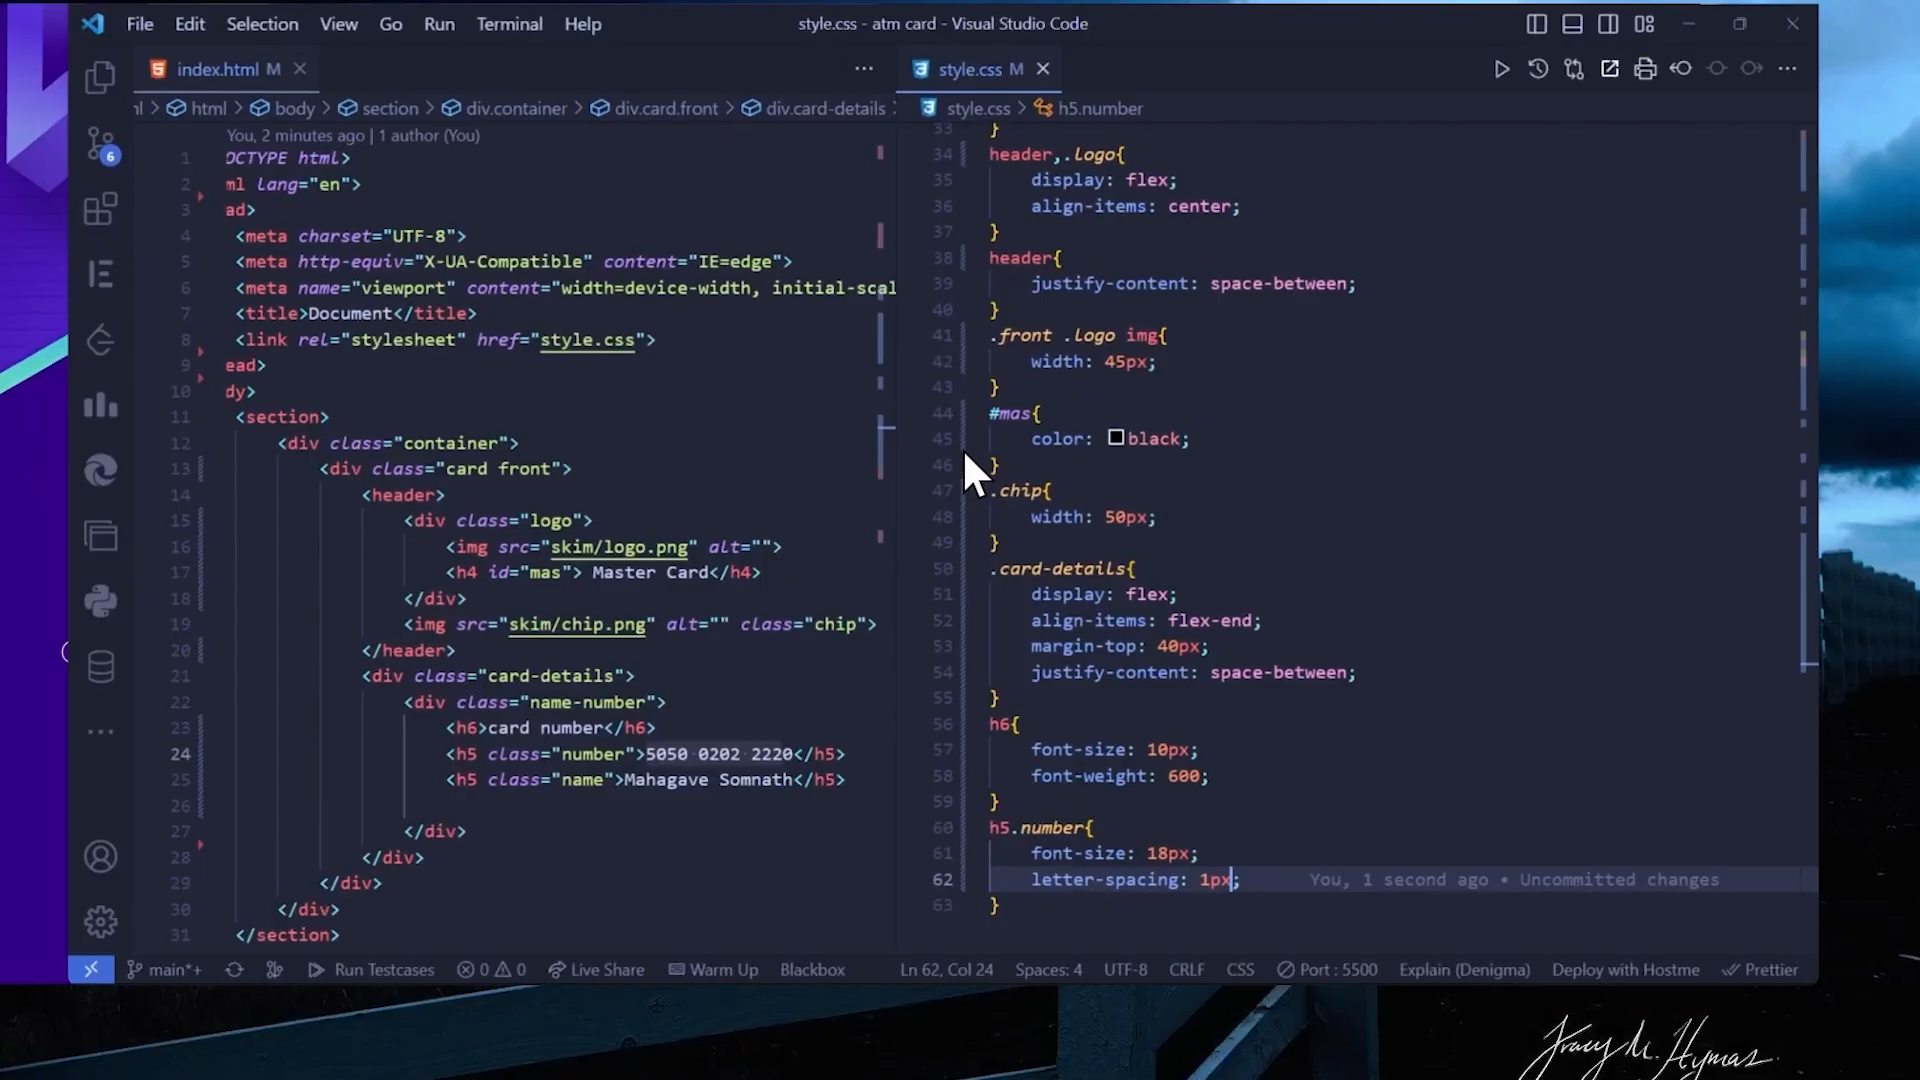 File Edit Selection View Go Run Terminal Help
style.css - atm card - Visual Studio Code
index.html M
style.css M
html > body > section > div.container > div.card.front > div.card-details
style.css > h5.number
6
You, 2 minutes ago | 1 author (You)
1 OCTYPE html>
2 ml lang="en">
3 ad>
4 <meta charset="UTF-8">
5 <meta http-equiv="X-UA-Compatible" content="IE=edge">
6 <meta name="viewport" content="width=device-width, initial-scal
7 <title>Document</title>
8 <link rel="stylesheet" href="style.css">
9 ead>
10 dy>
11 <section>
12 <div class="container">
13 <div class="card front">
14 <header>
15 <div class="logo">
16 <img src="skim/logo.png" alt="">
17 <h4 id="mas"> Master Card</h4>
18 </div>
19 <img src="skim/chip.png" alt="" class="chip">
20 </header>
21 <div class="card-details">
22 <div class="name-number">
23 <h6>card number</h6>
24 <h5 class="number">5050 0202 2220</h5>
25 <h5 class="name">Mahagave Somnath</h5>
26
27 </div>
28 </div>
29 </div>
30 </div>
31 </section>
33 }
34 header,.logo{
35 display: flex;
36 align-items: center;
37 }
38 header{
39 justify-content: space-between;
40 }
41 .front .logo img{
42 width: 45px;
43 }
44 #mas{
45 color: black;
46 }
47 .chip{
48 width: 50px;
49 }
50 .card-details{
51 display: flex;
52 align-items: flex-end;
53 margin-top: 40px;
54 justify-content: space-between;
55 }
56 h6{
57 font-size: 10px;
58 font-weight: 600;
59 }
60 h5.number{
61 font-size: 18px;
62 letter-spacing: 1px; You, 1 second ago • Uncommitted changes
63 }
main*+ Run Testcases 0 0 Live Share Warm Up Blackbox Ln 62, Col 24 Spaces: 4 UTF-8 CRLF CSS Port : 5500 Explain (Denigma) Deploy with Hostme Prettier
Tracy M. Hymas